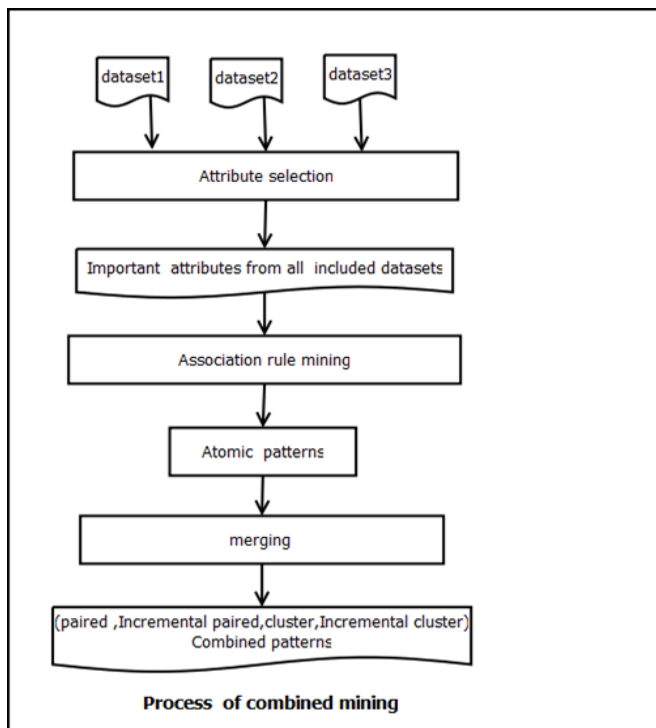 dataset1
dataset2
dataset3
Attribute selection
Important attributes from all included datasets
Association rule mining
Atomic patterns
merging
(paired ,Incremental paired,cluster,Incremental cluster)
Combined patterns
Process of combined mining